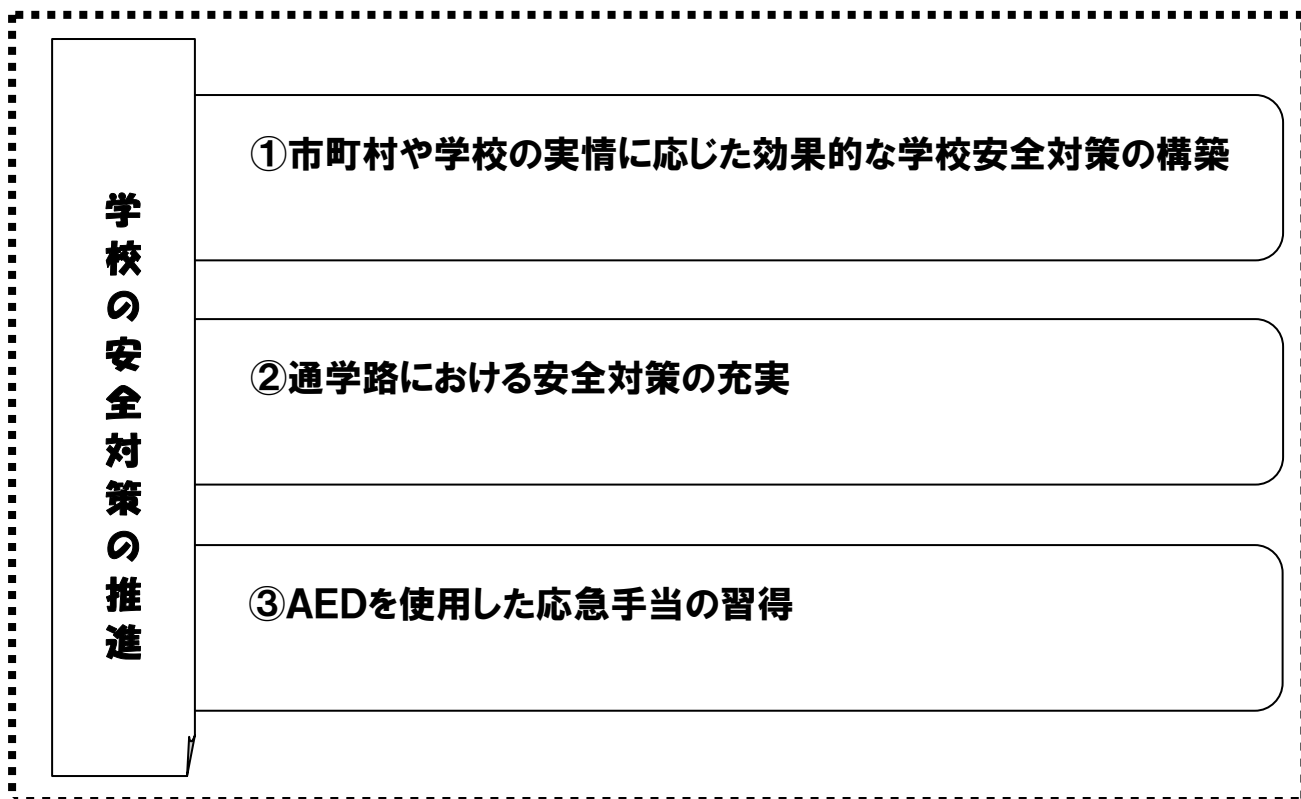 学校の安全対策の推進
①市町村や学校の実情に応じた効果的な学校安全対策の構築
②通学路における安全対策の充実
③AEDを使用した応急手当の習得